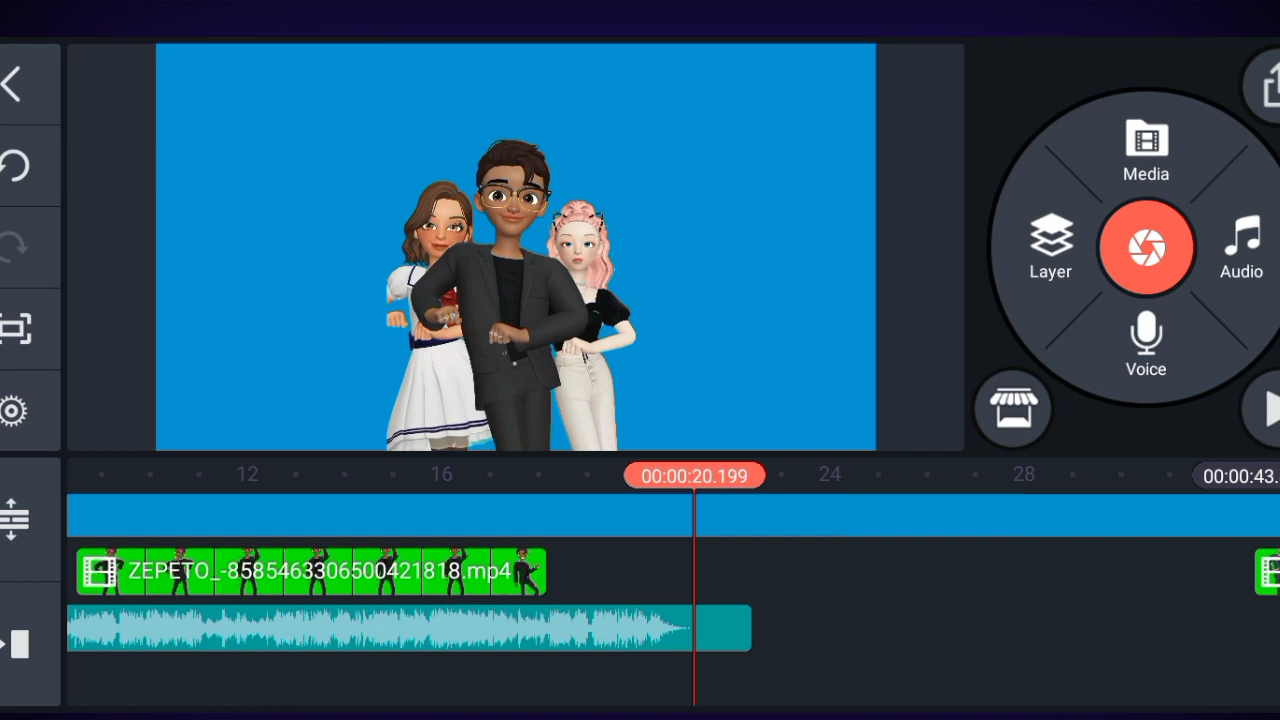 Media
Layer
Audio
Voice
12
16
00:00:20.199
24
28
00:00:43.
ZEPETO_-8585463306500421818.mp4